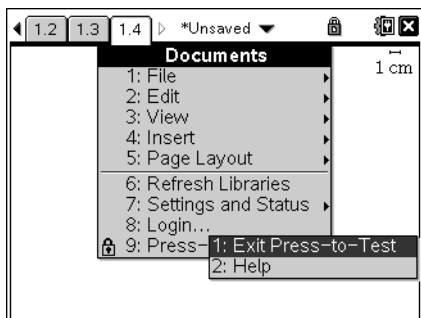 1.2 1.3 1.4 *Unsaved
Documents
1 cm
1: File
2: Edit
3: View
4: Insert
5: Page Layout
6: Refresh Libraries
7: Settings and Status
8: Login...
9: Press-
1: Exit Press-to-Test
2: Help